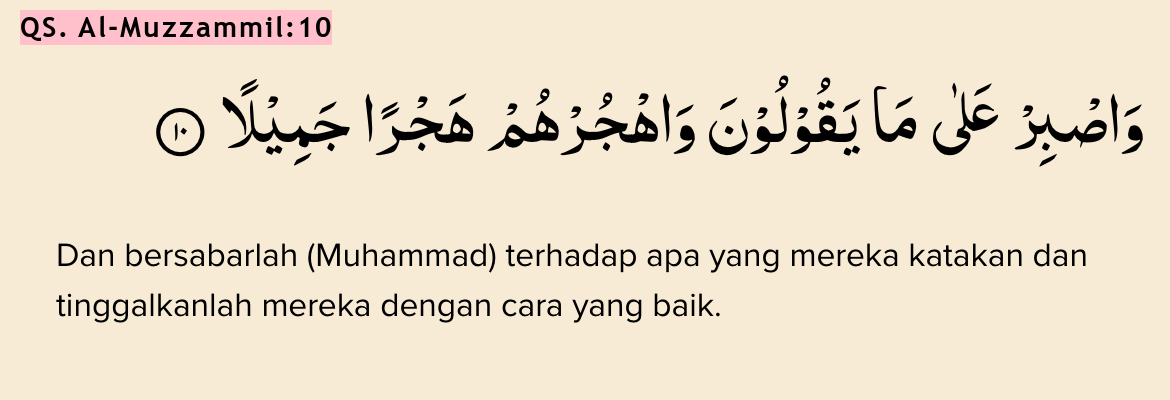 QS. Al-Muzzammil:10
وَاصْبِرْ عَلٰى مَا يَقُوْلُوْنَ وَاهْجُرْهُمْ هَجْرًا جَمِيْلًا ۝١٠
Dan bersabarlah (Muhammad) terhadap apa yang mereka katakan dan
tinggalkanlah mereka dengan cara yang baik.